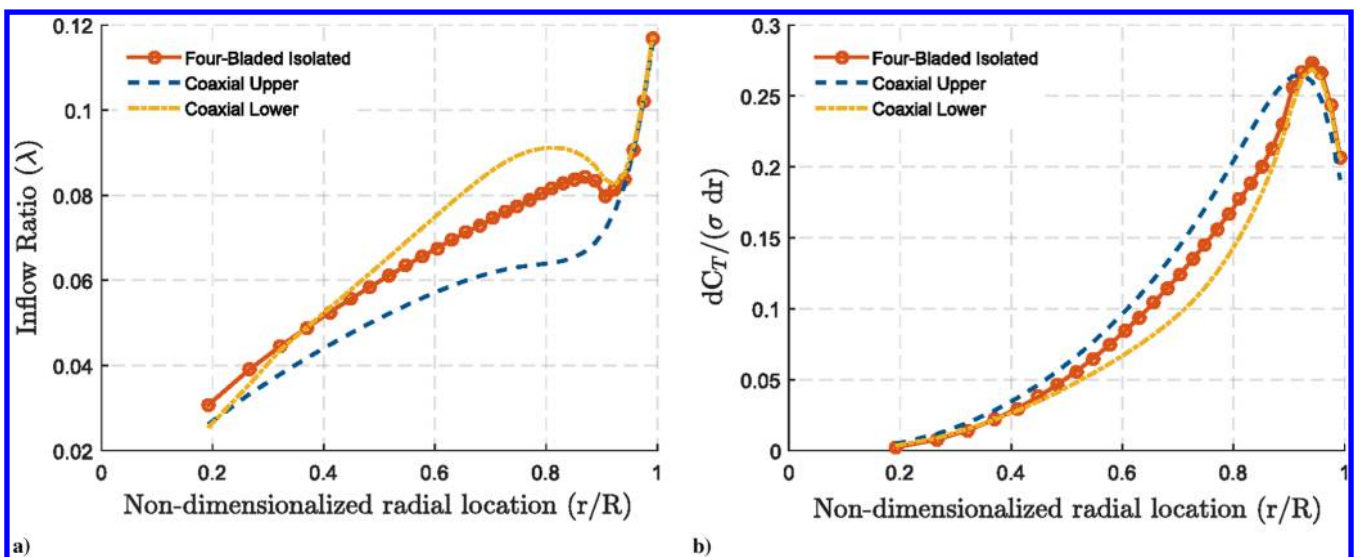 0.12
0.1
0.08
0.06
0.04
0.02
Inflow Ratio (λ)
Four-Bladed Isolated
Coaxial Upper
Coaxial Lower
0
0.2
0.4
0.6
0.8
1
Non-dimensionalized radial location (r/R)
a)
0.3
0.25
0.2
0.15
0.1
0.05
0
dC_T/(σ dr)
Four-Bladed Isolated
Coaxial Upper
Coaxial Lower
0
0.2
0.4
0.6
0.8
1
Non-dimensionalized radial location (r/R)
b)